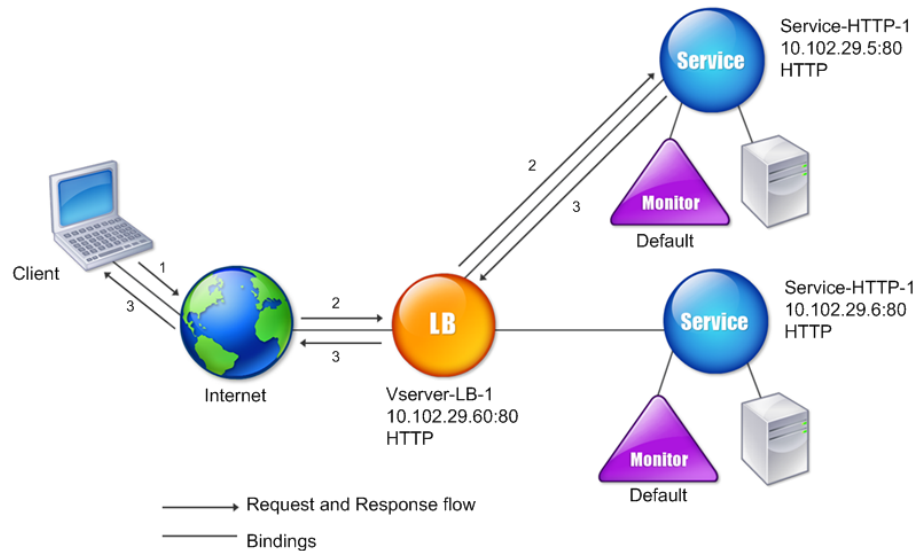 Service-HTTP-1
10.102.29.5:80
HTTP
Service
2
3
Monitor
Default
Client
1
3
2
3
Internet
LB
Vserver-LB-1
10.102.29.60:80
HTTP
Service-HTTP-1
10.102.29.6:80
HTTP
Service
Monitor
Default
Request and Response flow
Bindings